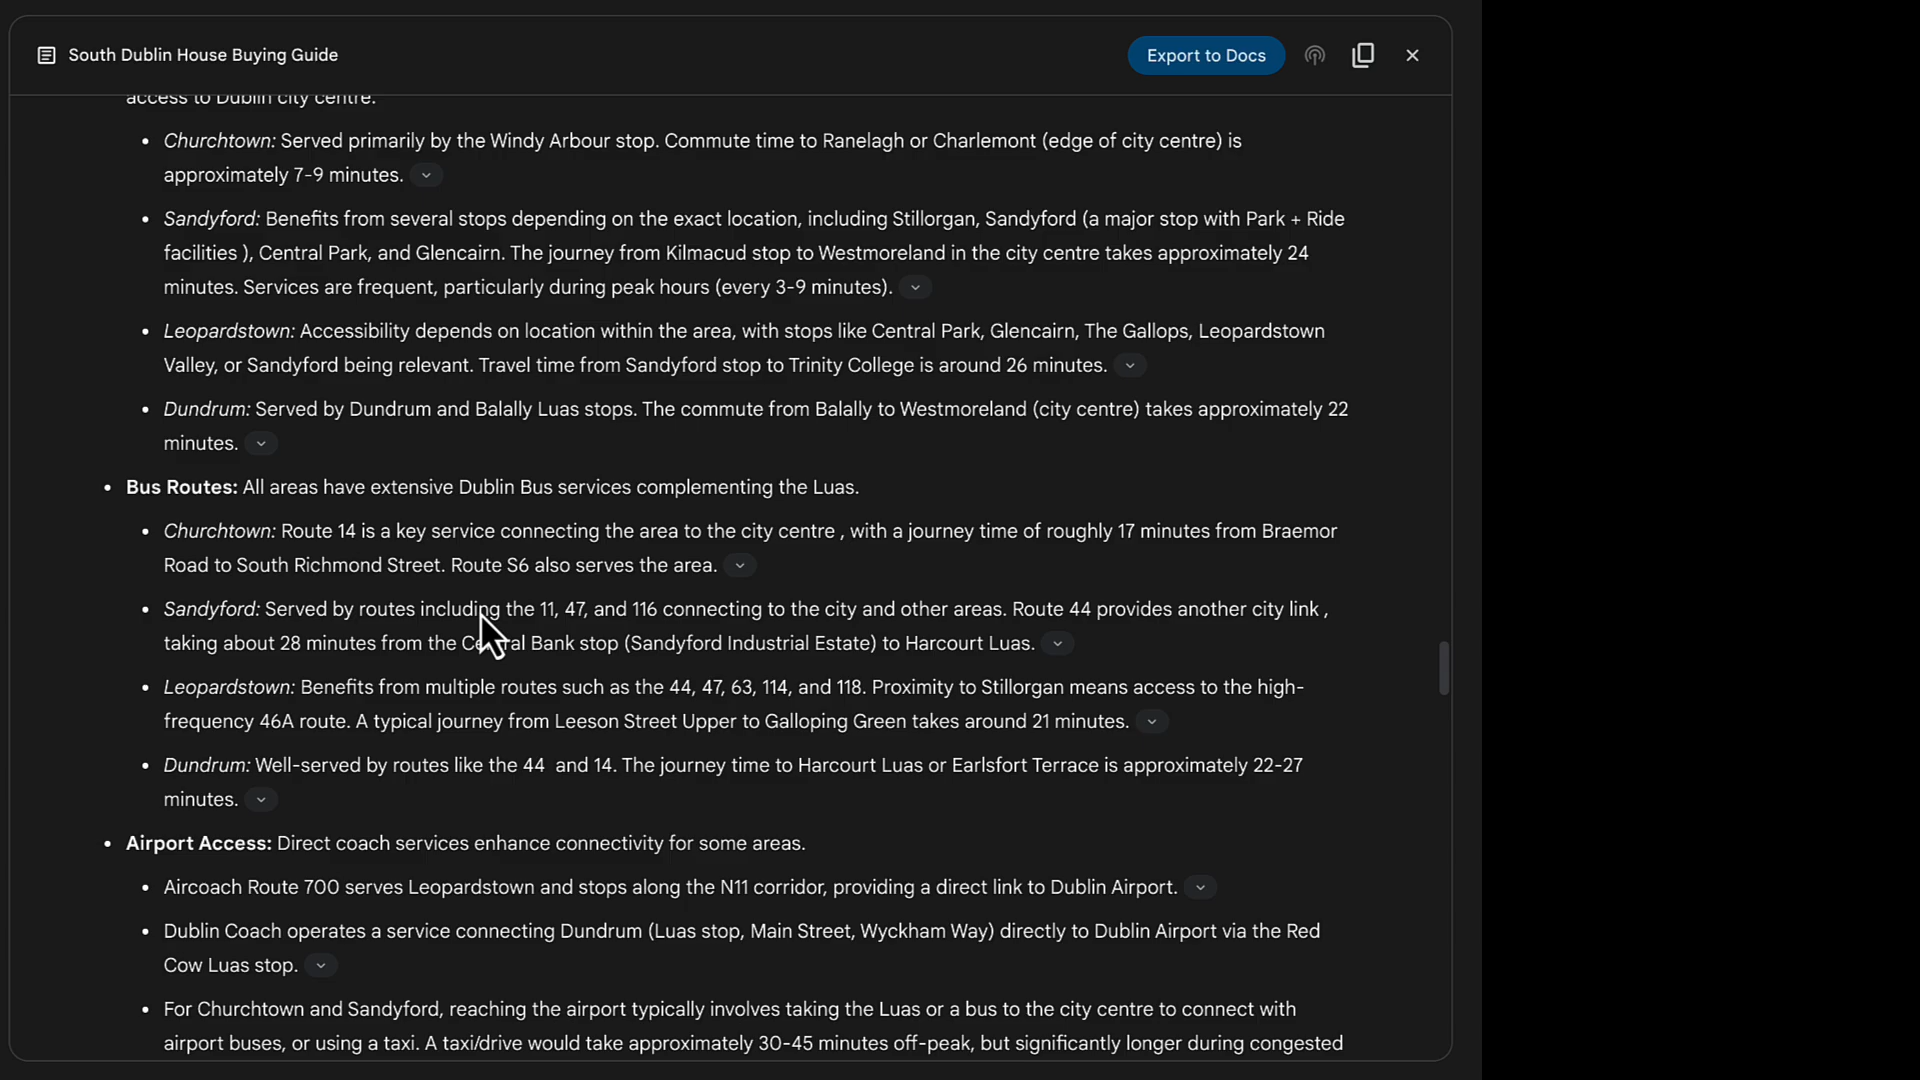 South Dublin House Buying Guide
Export to Docs
access to Dublin city centre.
• Churchtown: Served primarily by the Windy Arbour stop. Commute time to Ranelagh or Charlemont (edge of city centre) is
approximately 7-9 minutes.
• Sandyford: Benefits from several stops depending on the exact location, including Stillorgan, Sandyford (a major stop with Park + Ride
facilities ), Central Park, and Glencairn. The journey from Kilmacud stop to Westmoreland in the city centre takes approximately 24
minutes. Services are frequent, particularly during peak hours (every 3-9 minutes).
• Leopardstown: Accessibility depends on location within the area, with stops like Central Park, Glencairn, The Gallops, Leopardstown
Valley, or Sandyford being relevant. Travel time from Sandyford stop to Trinity College is around 26 minutes.
• Dundrum: Served by Dundrum and Balally Luas stops. The commute from Balally to Westmoreland (city centre) takes approximately 22
minutes.
• Bus Routes: All areas have extensive Dublin Bus services complementing the Luas.
• Churchtown: Route 14 is a key service connecting the area to the city centre , with a journey time of roughly 17 minutes from Braemor
Road to South Richmond Street. Route S6 also serves the area.
• Sandyford: Served by routes including the 11, 47, and 116 connecting to the city and other areas. Route 44 provides another city link ,
taking about 28 minutes from the Central Bank stop (Sandyford Industrial Estate) to Harcourt Luas.
• Leopardstown: Benefits from multiple routes such as the 44, 47, 63, 114, and 118. Proximity to Stillorgan means access to the high-
frequency 46A route. A typical journey from Leeson Street Upper to Galloping Green takes around 21 minutes.
• Dundrum: Well-served by routes like the 44  and 14. The journey time to Harcourt Luas or Earlsfort Terrace is approximately 22-27
minutes.
• Airport Access: Direct coach services enhance connectivity for some areas.
• Aircoach Route 700 serves Leopardstown and stops along the N11 corridor, providing a direct link to Dublin Airport.
• Dublin Coach operates a service connecting Dundrum (Luas stop, Main Street, Wyckham Way) directly to Dublin Airport via the Red
Cow Luas stop.
• For Churchtown and Sandyford, reaching the airport typically involves taking the Luas or a bus to the city centre to connect with
airport buses, or using a taxi. A taxi/drive would take approximately 30-45 minutes off-peak, but significantly longer during congested